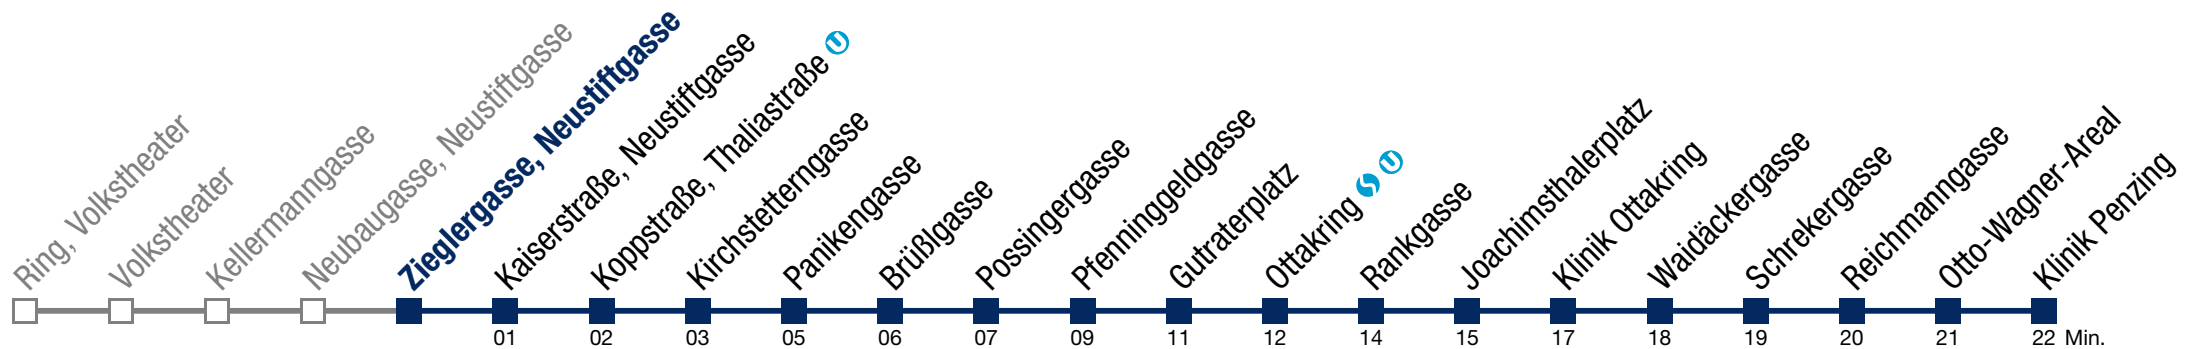 Ring, Volkstheater
Volkstheater
Kellermanngasse
Neubaugasse, Neustiftgasse
Zieglergasse, Neustiftgasse
Kaiserstraße, Neustiftgasse
Koppstraße, Thaliastraße U
Kirchstetterngasse
Panikengasse
Brüßlgasse
Possingergasse
Pfenninggeldgasse
Gutraterplatz
Ottakring S U
Rankgasse
Joachimsthalerplatz
Klinik Ottakring
Waidäckergasse
Schrekergasse
Reichmanngasse
Otto-Wagner-Areal
Klinik Penzing
01 02 03 05 06 07 09 11 12 14 15 17 18 19 20 21 22 Min.